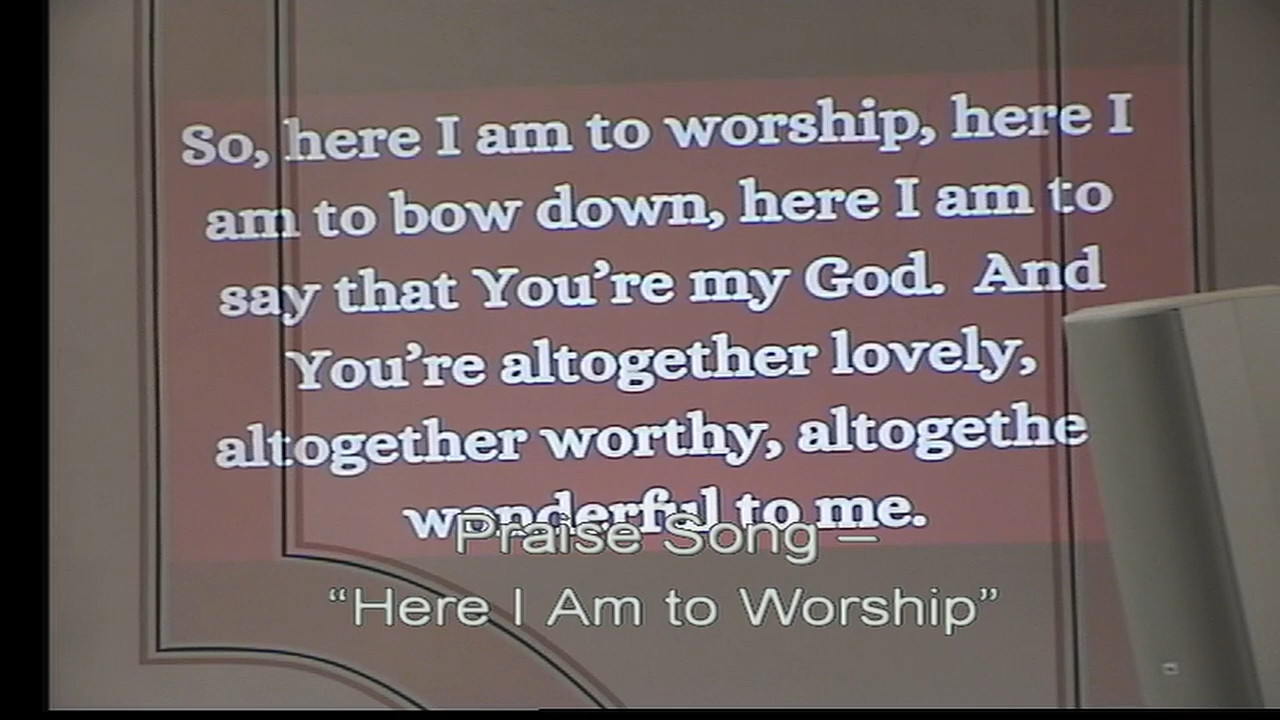 So, here I am to worship, here I
am to bow down, here I am to
say that You’re my God. And
You’re altogether lovely,
altogether worthy, altogethe
wonderful to me.
Praise Song –
“Here I Am to Worship”